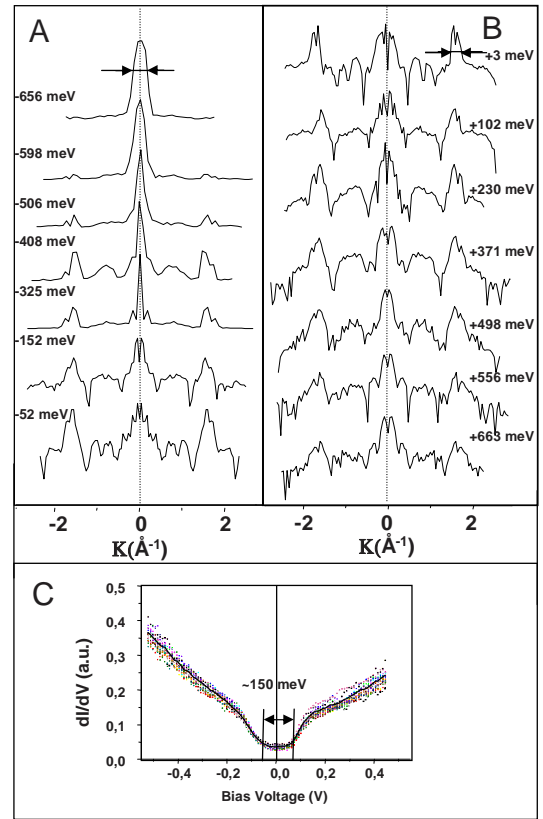 A
-656 meV
-598 meV
-506 meV
-408 meV
-325 meV
-152 meV
-52 meV
-2 0 2
K(Å-1)
B
+3 meV
+102 meV
+230 meV
+371 meV
+498 meV
+556 meV
+663 meV
-2 0 2
K(Å-1)
C
dI/dV (a.u.)
0,5
0,4
0,3
0,2
0,1
0,0
~150 meV
-0,4 -0,2 0,0 0,2 0,4
Bias Voltage (V)